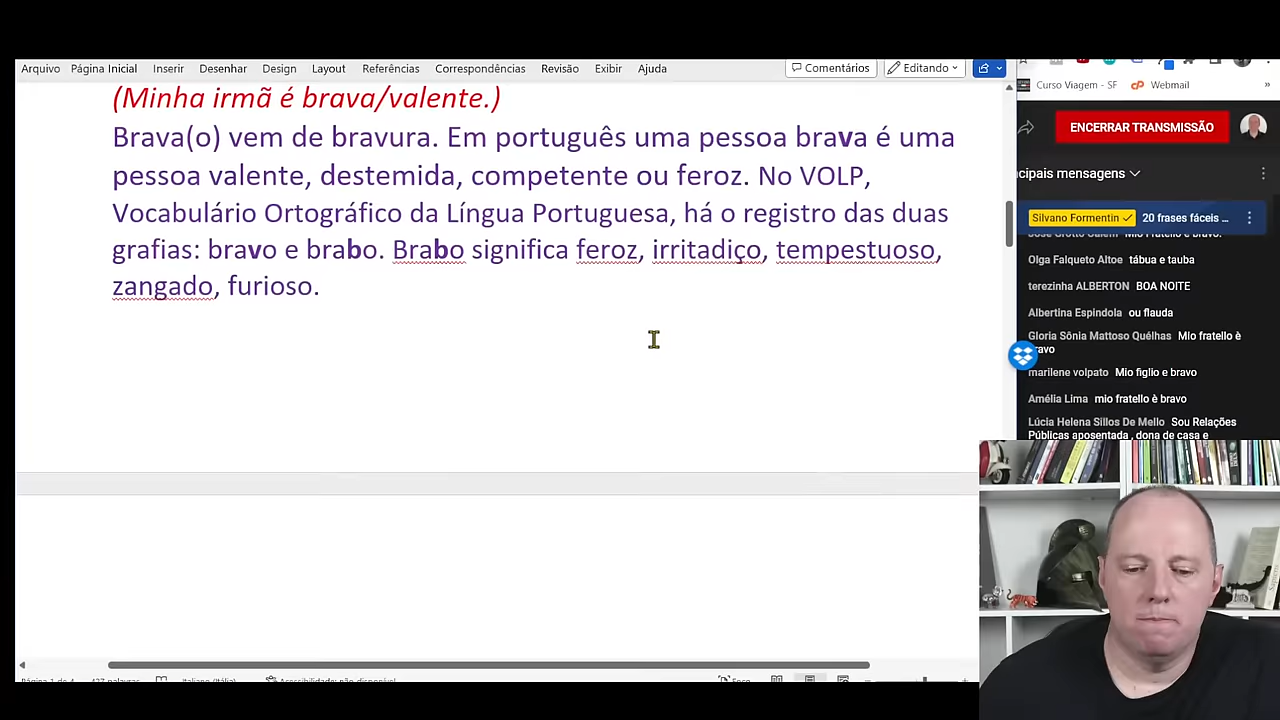 Arquivo Página Inicial Inserir Desenhar Design Layout Referências Correspondências Revisão Exibir Ajuda Comentários Editando
(Minha irmã é brava/valente.)
Brava(o) vem de bravura. Em português uma pessoa brava é uma
pessoa valente, destemida, competente ou feroz. No VOLP,
Vocabulário Ortográfico da Língua Portuguesa, há o registro das duas
grafias: bravo e brabo. Brabo significa feroz, irritadiço, tempestuoso,
zangado, furioso.
Curso Viagem - SF Webmail »
ENCERRAR TRANSMISSÃO
cipais mensagens
Silvano Formentin 20 frases fáceis ...
Mio Fratello é bravo.
Olga Falqueto Altoe tábua e tauba
terezinha ALBERTON BOA NOITE
Albertina Espindola ou flauda
Gloria Sônia Mattoso Quélhas Mio fratello è
bravo
marilene volpato Mio figlio e bravo
Amélia Lima mio fratello è bravo
Lúcia Helena Sillos De Mello Sou Relações
Públicas aposentada , dona de casa e